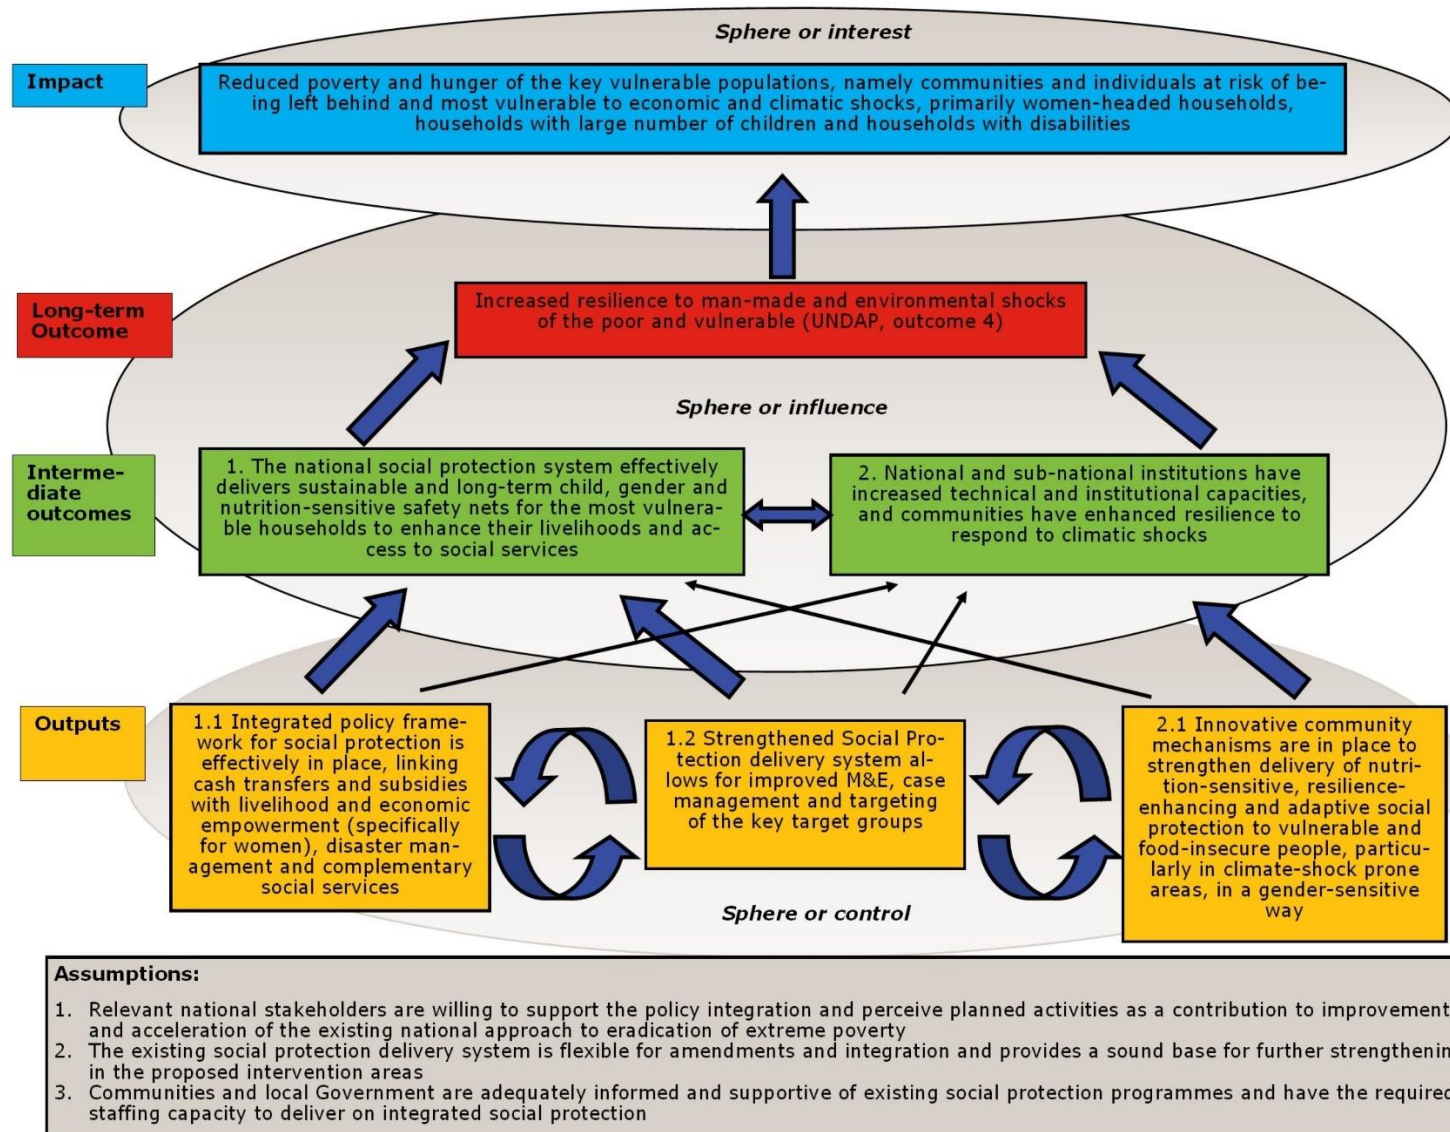 Sphere or interest
Impact
Reduced poverty and hunger of the key vulnerable populations, namely communities and individuals at risk of be-
ing left behind and most vulnerable to economic and climatic shocks, primarily women-headed households,
households with large number of children and households with disabilities
Long-term
Outcome
Increased resilience to man-made and environmental shocks
of the poor and vulnerable (UNDAP, outcome 4)
Sphere or influence
Interme-
diate
outcomes
1. The national social protection system effectively
delivers sustainable and long-term child, gender and
nutrition-sensitive safety nets for the most vulnera-
ble households to enhance their livelihoods and ac-
cess to social services
2. National and sub-national institutions have
increased technical and institutional capacities,
and communities have enhanced resilience to
respond to climatic shocks
Outputs
1.1 Integrated policy frame-
work for social protection is
effectively in place, linking
cash transfers and subsidies
with livelihood and economic
empowerment (specifically
for women), disaster man-
agement and complementary
social services
1.2 Strengthened Social Pro-
tection delivery system al-
lows for improved M&E, case
management and targeting
of the key target groups
2.1 Innovative community
mechanisms are in place to
strengthen delivery of nutri-
tion-sensitive, resilience-
enhancing and adaptive social
protection to vulnerable and
food-insecure people, particu-
larly in climate-shock prone
areas, in a gender-sensitive
way
Sphere or control
Assumptions:
1. Relevant national stakeholders are willing to support the policy integration and perceive planned activities as a contribution to improvement
and acceleration of the existing national approach to eradication of extreme poverty
2. The existing social protection delivery system is flexible for amendments and integration and provides a sound base for further strengthenin
in the proposed intervention areas
3. Communities and local Government are adequately informed and supportive of existing social protection programmes and have the required
staffing capacity to deliver on integrated social protection